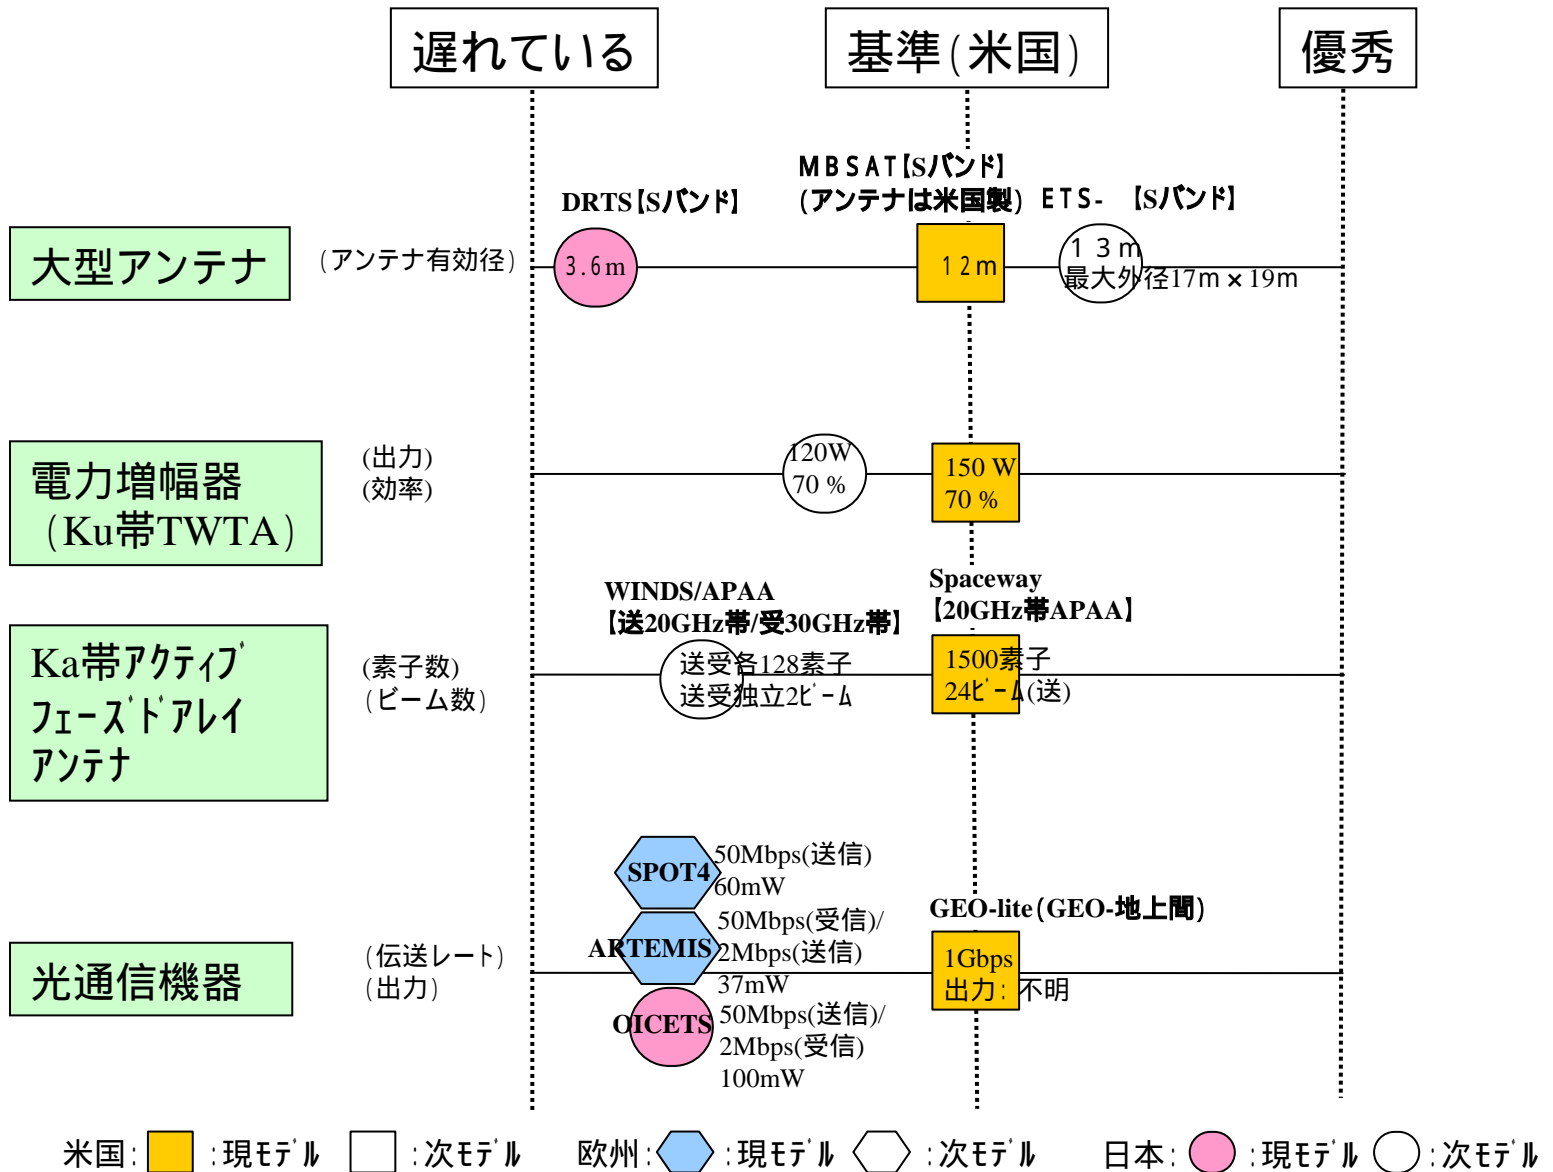 遅れている
基準(米国)
優秀
MBSAT【Sバンド】
DRTS【Sバンド】
(アンテナは米国製)
ETS- 【Sバンド】
大型アンテナ
(アンテナ有効径)
3.6m
12m
13m
最大外径17m×19m
電力増幅器
(Ku帯TWTA)
(出力)
(効率)
120W
70 %
150 W
70 %
WINDS/APAA
【送20GHz帯/受30GHz帯】
Spaceway
【20GHz帯APAA】
Ka帯アクティブ
フェーズドアレイ
アンテナ
(素子数)
(ビーム数)
送受各128素子
送受独立2ビーム
1500素子
24ビーム(送)
SPOT4
50Mbps(送信)
60mW
ARTEMIS
50Mbps(受信)/
2Mbps(送信)
37mW
OICETS
50Mbps(送信)/
2Mbps(受信)
100mW
GEO-lite(GEO-地上間)
光通信機器
(伝送レート)
(出力)
1Gbps
出力:不明
米国: :現モデル :次モデル 欧州: :現モデル :次モデル 日本: :現モデル :次モデル